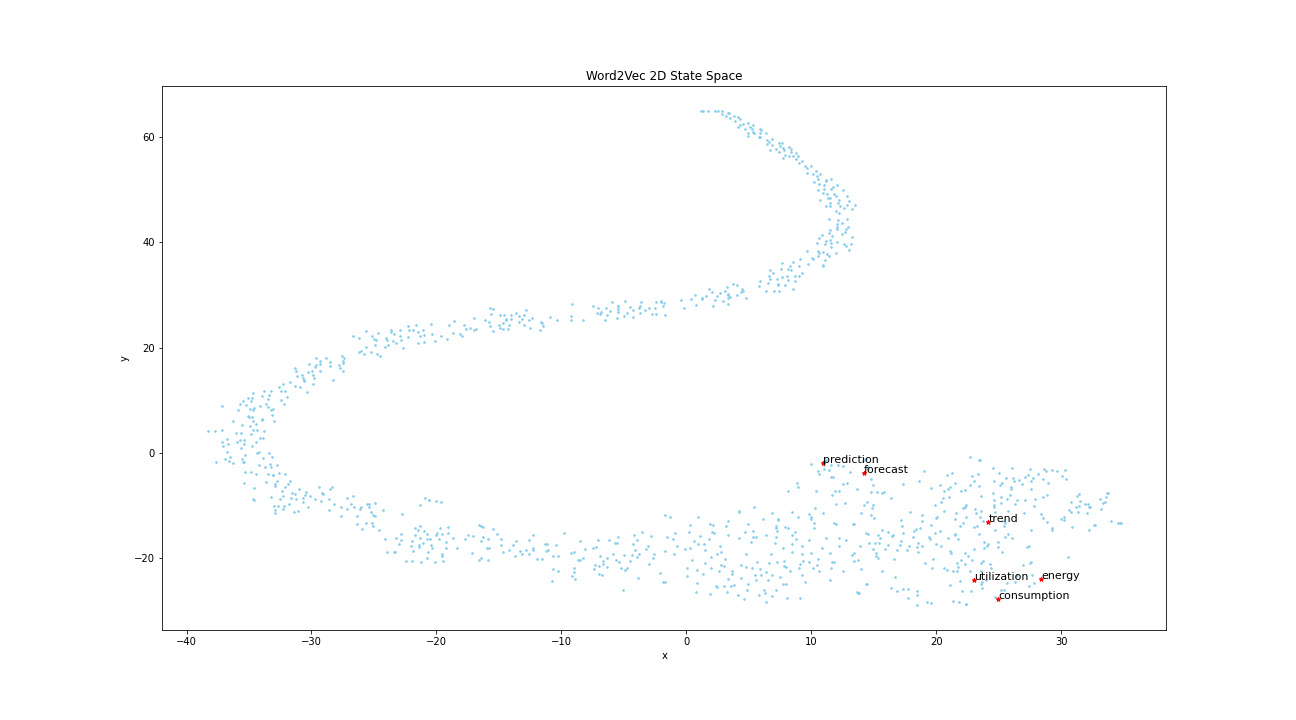 Word2Vec 2D State Space
60
40
20
0
−20
y
prediction
forecast
trend
utilization
energy
consumption
−40
−30
−20
−10
0
10
20
30
x